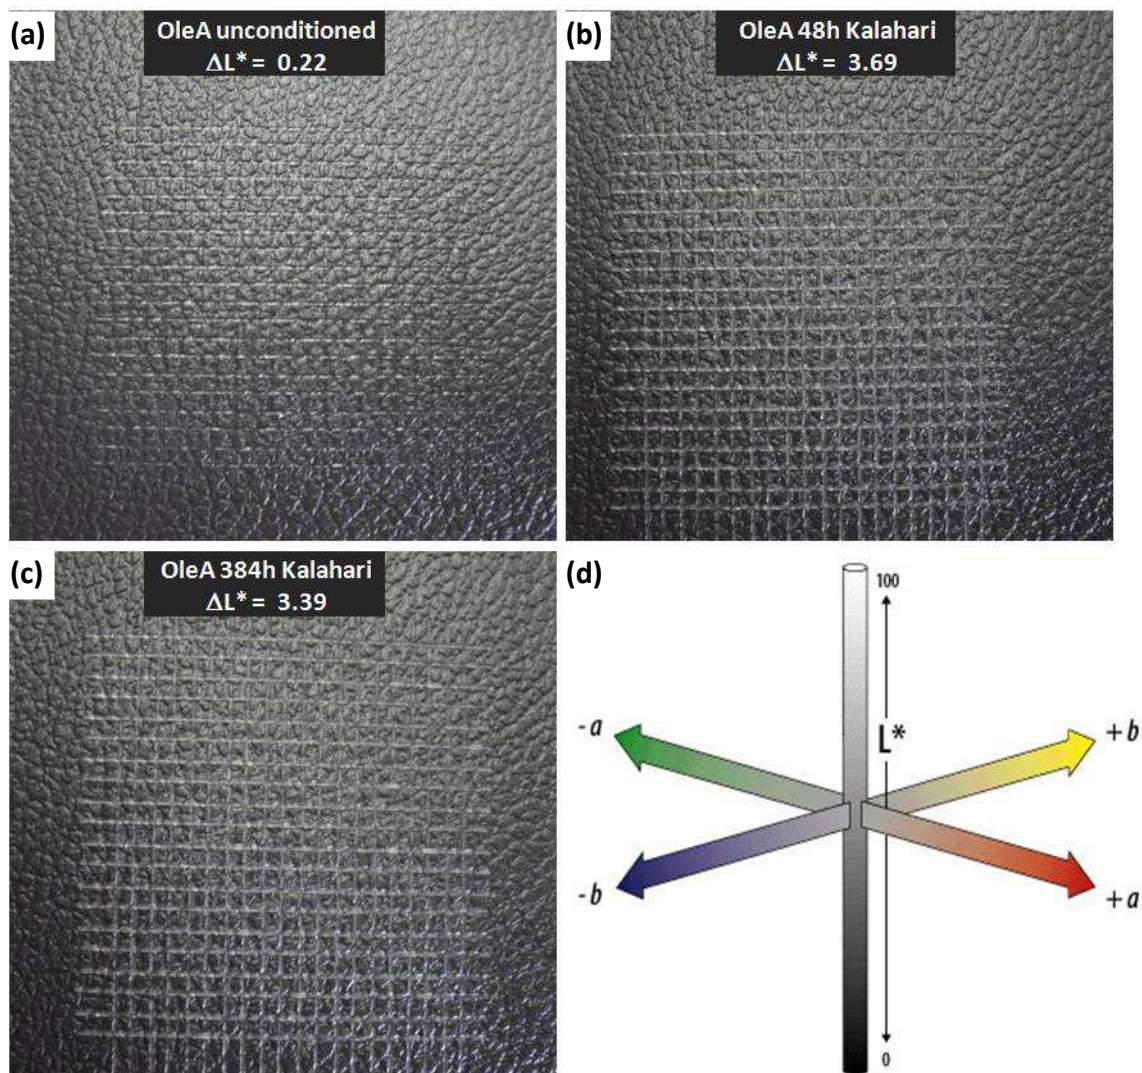 (a)
OleA unconditioned
ΔL* = 0.22
(b)
OleA 48h Kalahari
ΔL* = 3.69
(c)
OleA 384h Kalahari
ΔL* = 3.39
(d)
100
-a
L*
+b
-b
+a
0